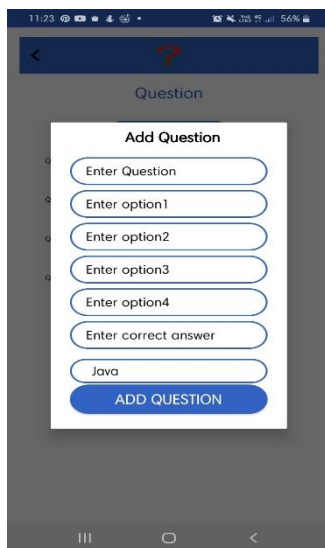 11:23
56%
Question
Add Question
Enter Question
Enter option1
Enter option2
Enter option3
Enter option4
Enter correct answer
Java
ADD QUESTION